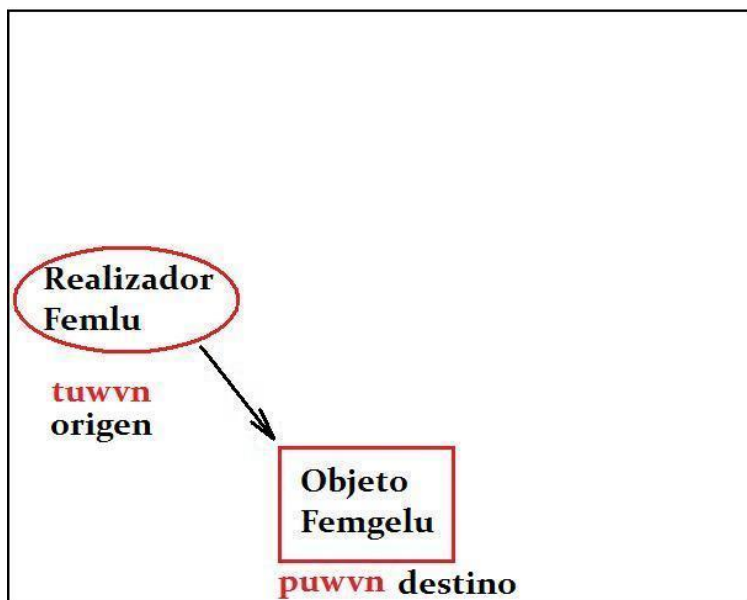 Realizador
Femlu
tuwvn
origen
Objeto
Femgelu
puwvn destino